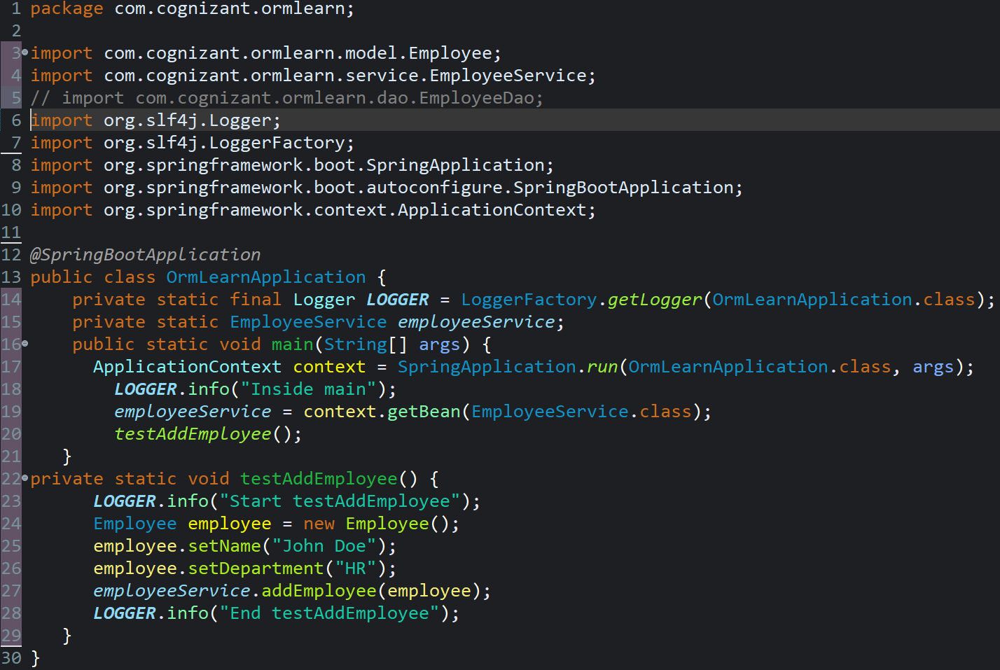 1 package com.cognizant.ormlearn;
2
3 import com.cognizant.ormlearn.model.Employee;
4 import com.cognizant.ormlearn.service.EmployeeService;
5 // import com.cognizant.ormlearn.dao.EmployeeDao;
6 import org.slf4j.Logger;
7 import org.slf4j.LoggerFactory;
8 import org.springframework.boot.SpringApplication;
9 import org.springframework.boot.autoconfigure.SpringBootApplication;
10 import org.springframework.context.ApplicationContext;
11
12 @SpringBootApplication
13 public class OrmLearnApplication {
14     private static final Logger LOGGER = LoggerFactory.getLogger(OrmLearnApplication.class);
15     private static EmployeeService employeeService;
16     public static void main(String[] args) {
17       ApplicationContext context = SpringApplication.run(OrmLearnApplication.class, args);
18         LOGGER.info("Inside main");
19         employeeService = context.getBean(EmployeeService.class);
20         testAddEmployee();
21    }
22 private static void testAddEmployee() {
23       LOGGER.info("Start testAddEmployee");
24       Employee employee = new Employee();
25       employee.setName("John Doe");
26       employee.setDepartment("HR");
27       employeeService.addEmployee(employee);
28       LOGGER.info("End testAddEmployee");
29    }
30 }